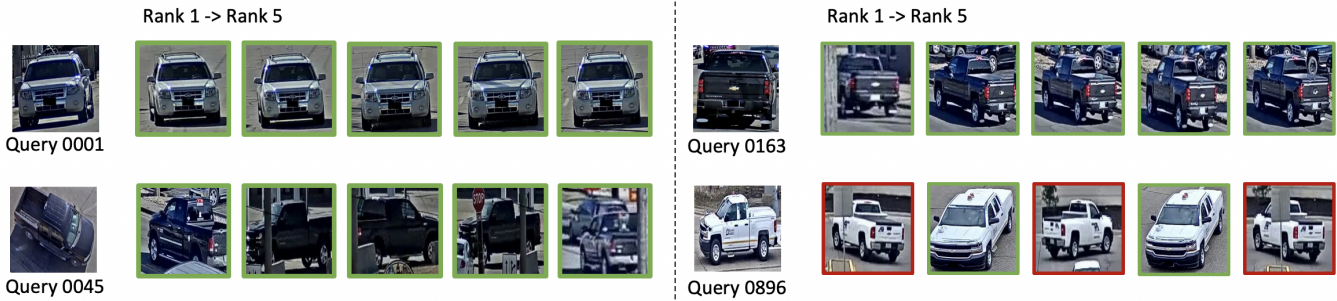 Rank 1 -> Rank 5
Rank 1 -> Rank 5
Query 0001
Query 0163
Query 0045
Query 0896